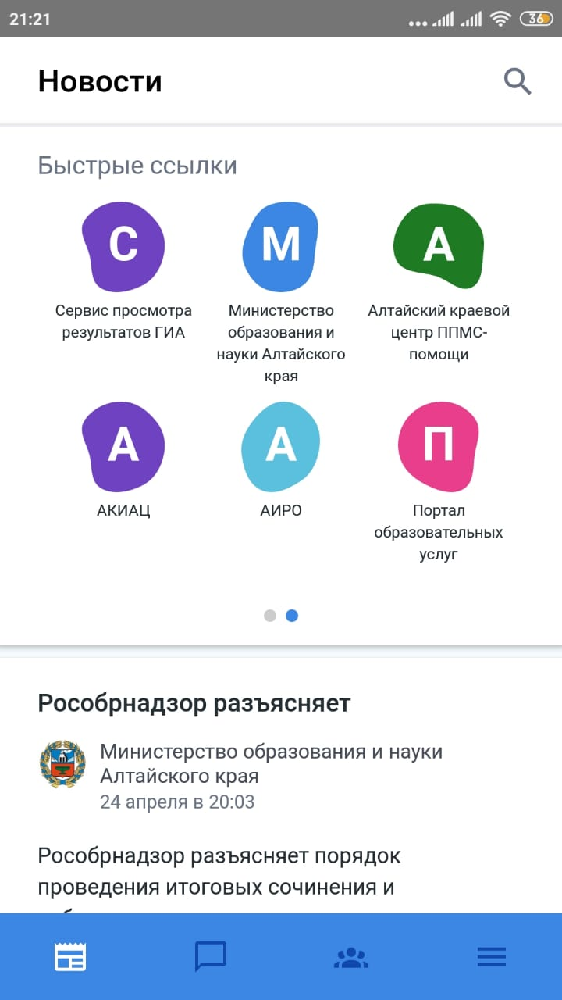 21:21
36
Новости
Быстрые ссылки
С
М
А
Сервис просмотра
результатов ГИА
Министерство
образования и
науки Алтайского
края
Алтайский краевой
центр ППМС-
помощи
А
А
П
АКИАЦ
АИРО
Портал
образовательных
услуг
Рособрнадзор разъясняет
Министерство образования и науки
Алтайского края
24 апреля в 20:03
Рособрнадзор разъясняет порядок
проведения итоговых сочинения и